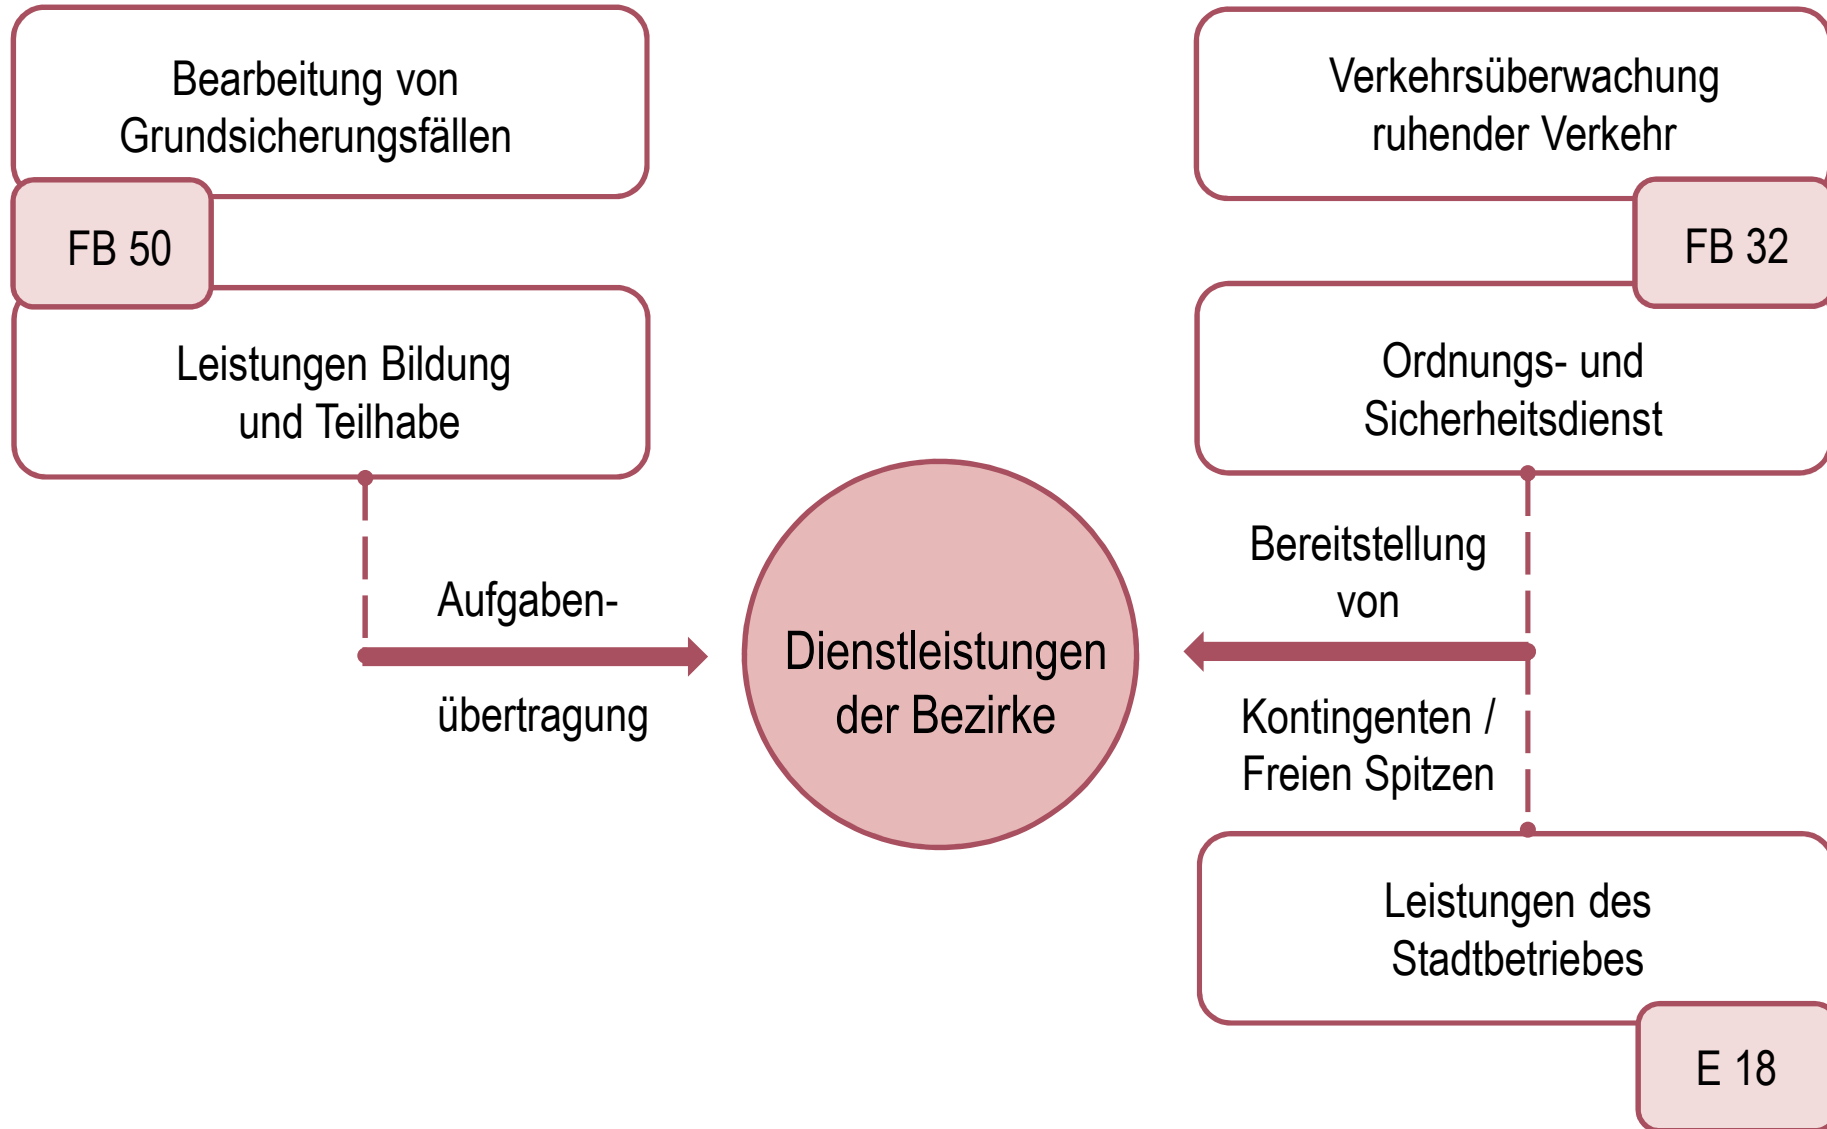 Bearbeitung von
Grundsicherungsfällen
FB 50
Leistungen Bildung
und Teilhabe
Aufgaben-
übertragung
Dienstleistungen
der Bezirke
Verkehrsüberwachung
ruhender Verkehr
FB 32
Ordnungs- und
Sicherheitsdienst
Bereitstellung
von
Kontingenten /
Freien Spitzen
Leistungen des
Stadtbetriebes
E 18